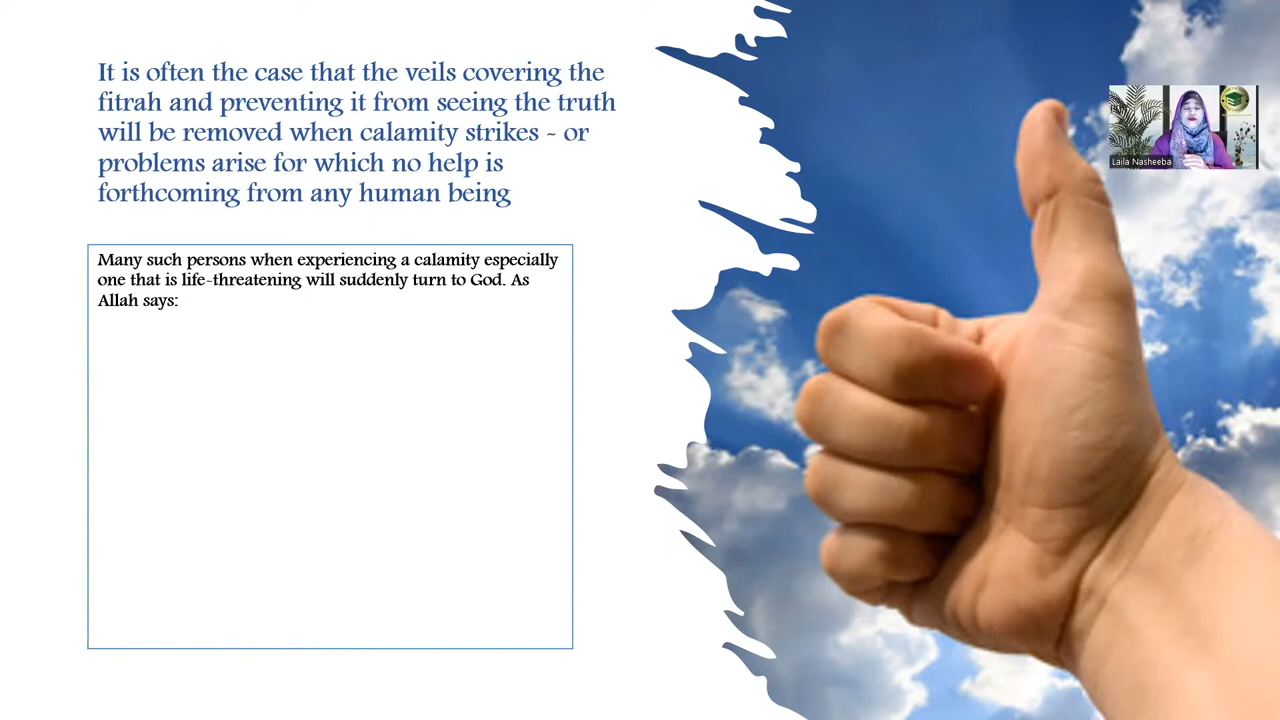 It is often the case that the veils covering the
fitrah and preventing it from seeing the truth
will be removed when calamity strikes - or
problems arise for which no help is
forthcoming from any human being
Many such persons when experiencing a calamity especially
one that is life-threatening will suddenly turn to God. As
Allah says:
Laila Nasheeba